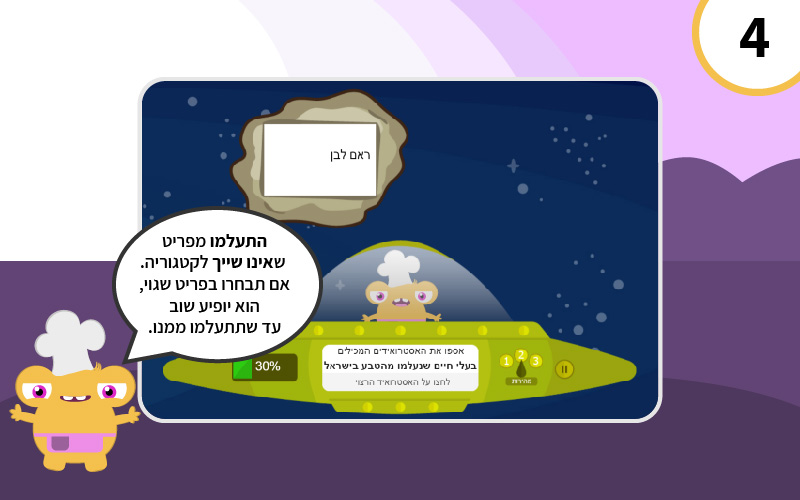 4
ראם לבן
התעלמו מפריט
שאינו שייך לקטגוריה.
אם תבחרו בפריט שגוי,
הוא יופיע שוב
עד שתתעלמו ממנו.
30%
אספו את האסטרואידים המכילים
בעלי חיים שנעלמו מהטבע בישראל
לחצו על האסטרואיד הרצוי
1 2 3
מהירות